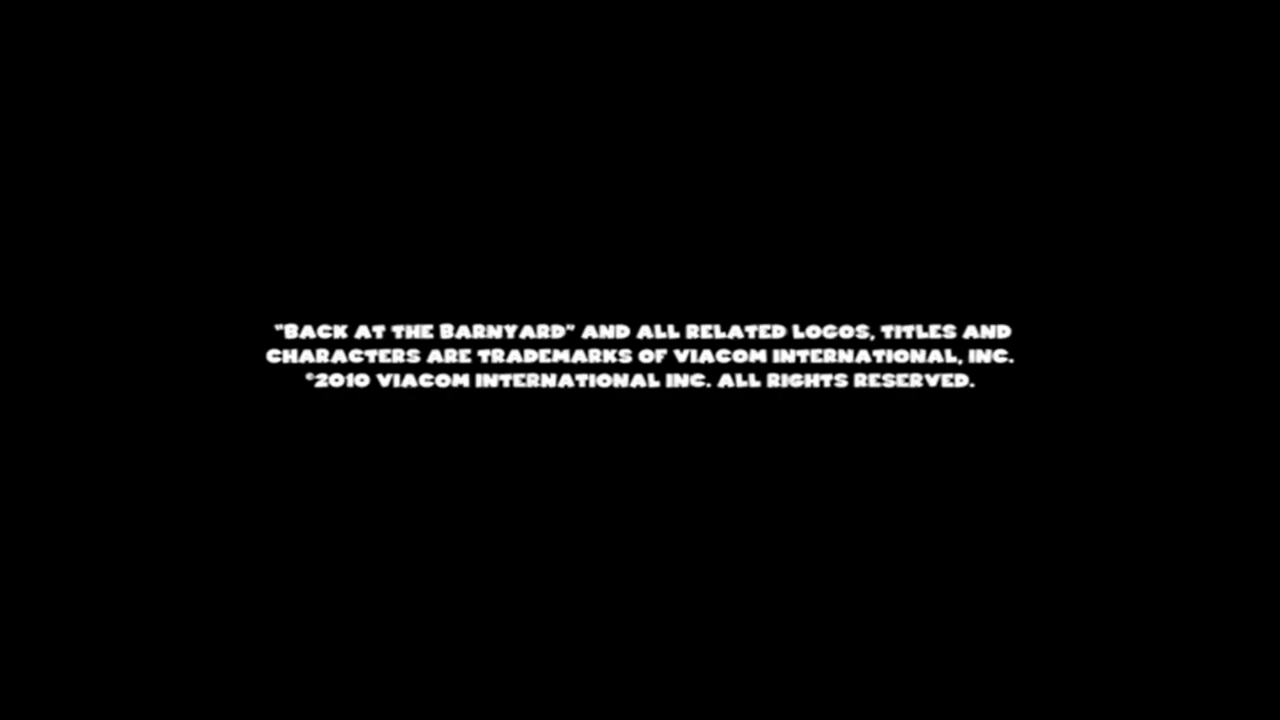 "BACK AT THE BARNYARD" AND ALL RELATED LOGOS, TITLES AND
CHARACTERS ARE TRADEMARKS OF VIACOM INTERNATIONAL, INC.
©2010 VIACOM INTERNATIONAL INC. ALL RIGHTS RESERVED.